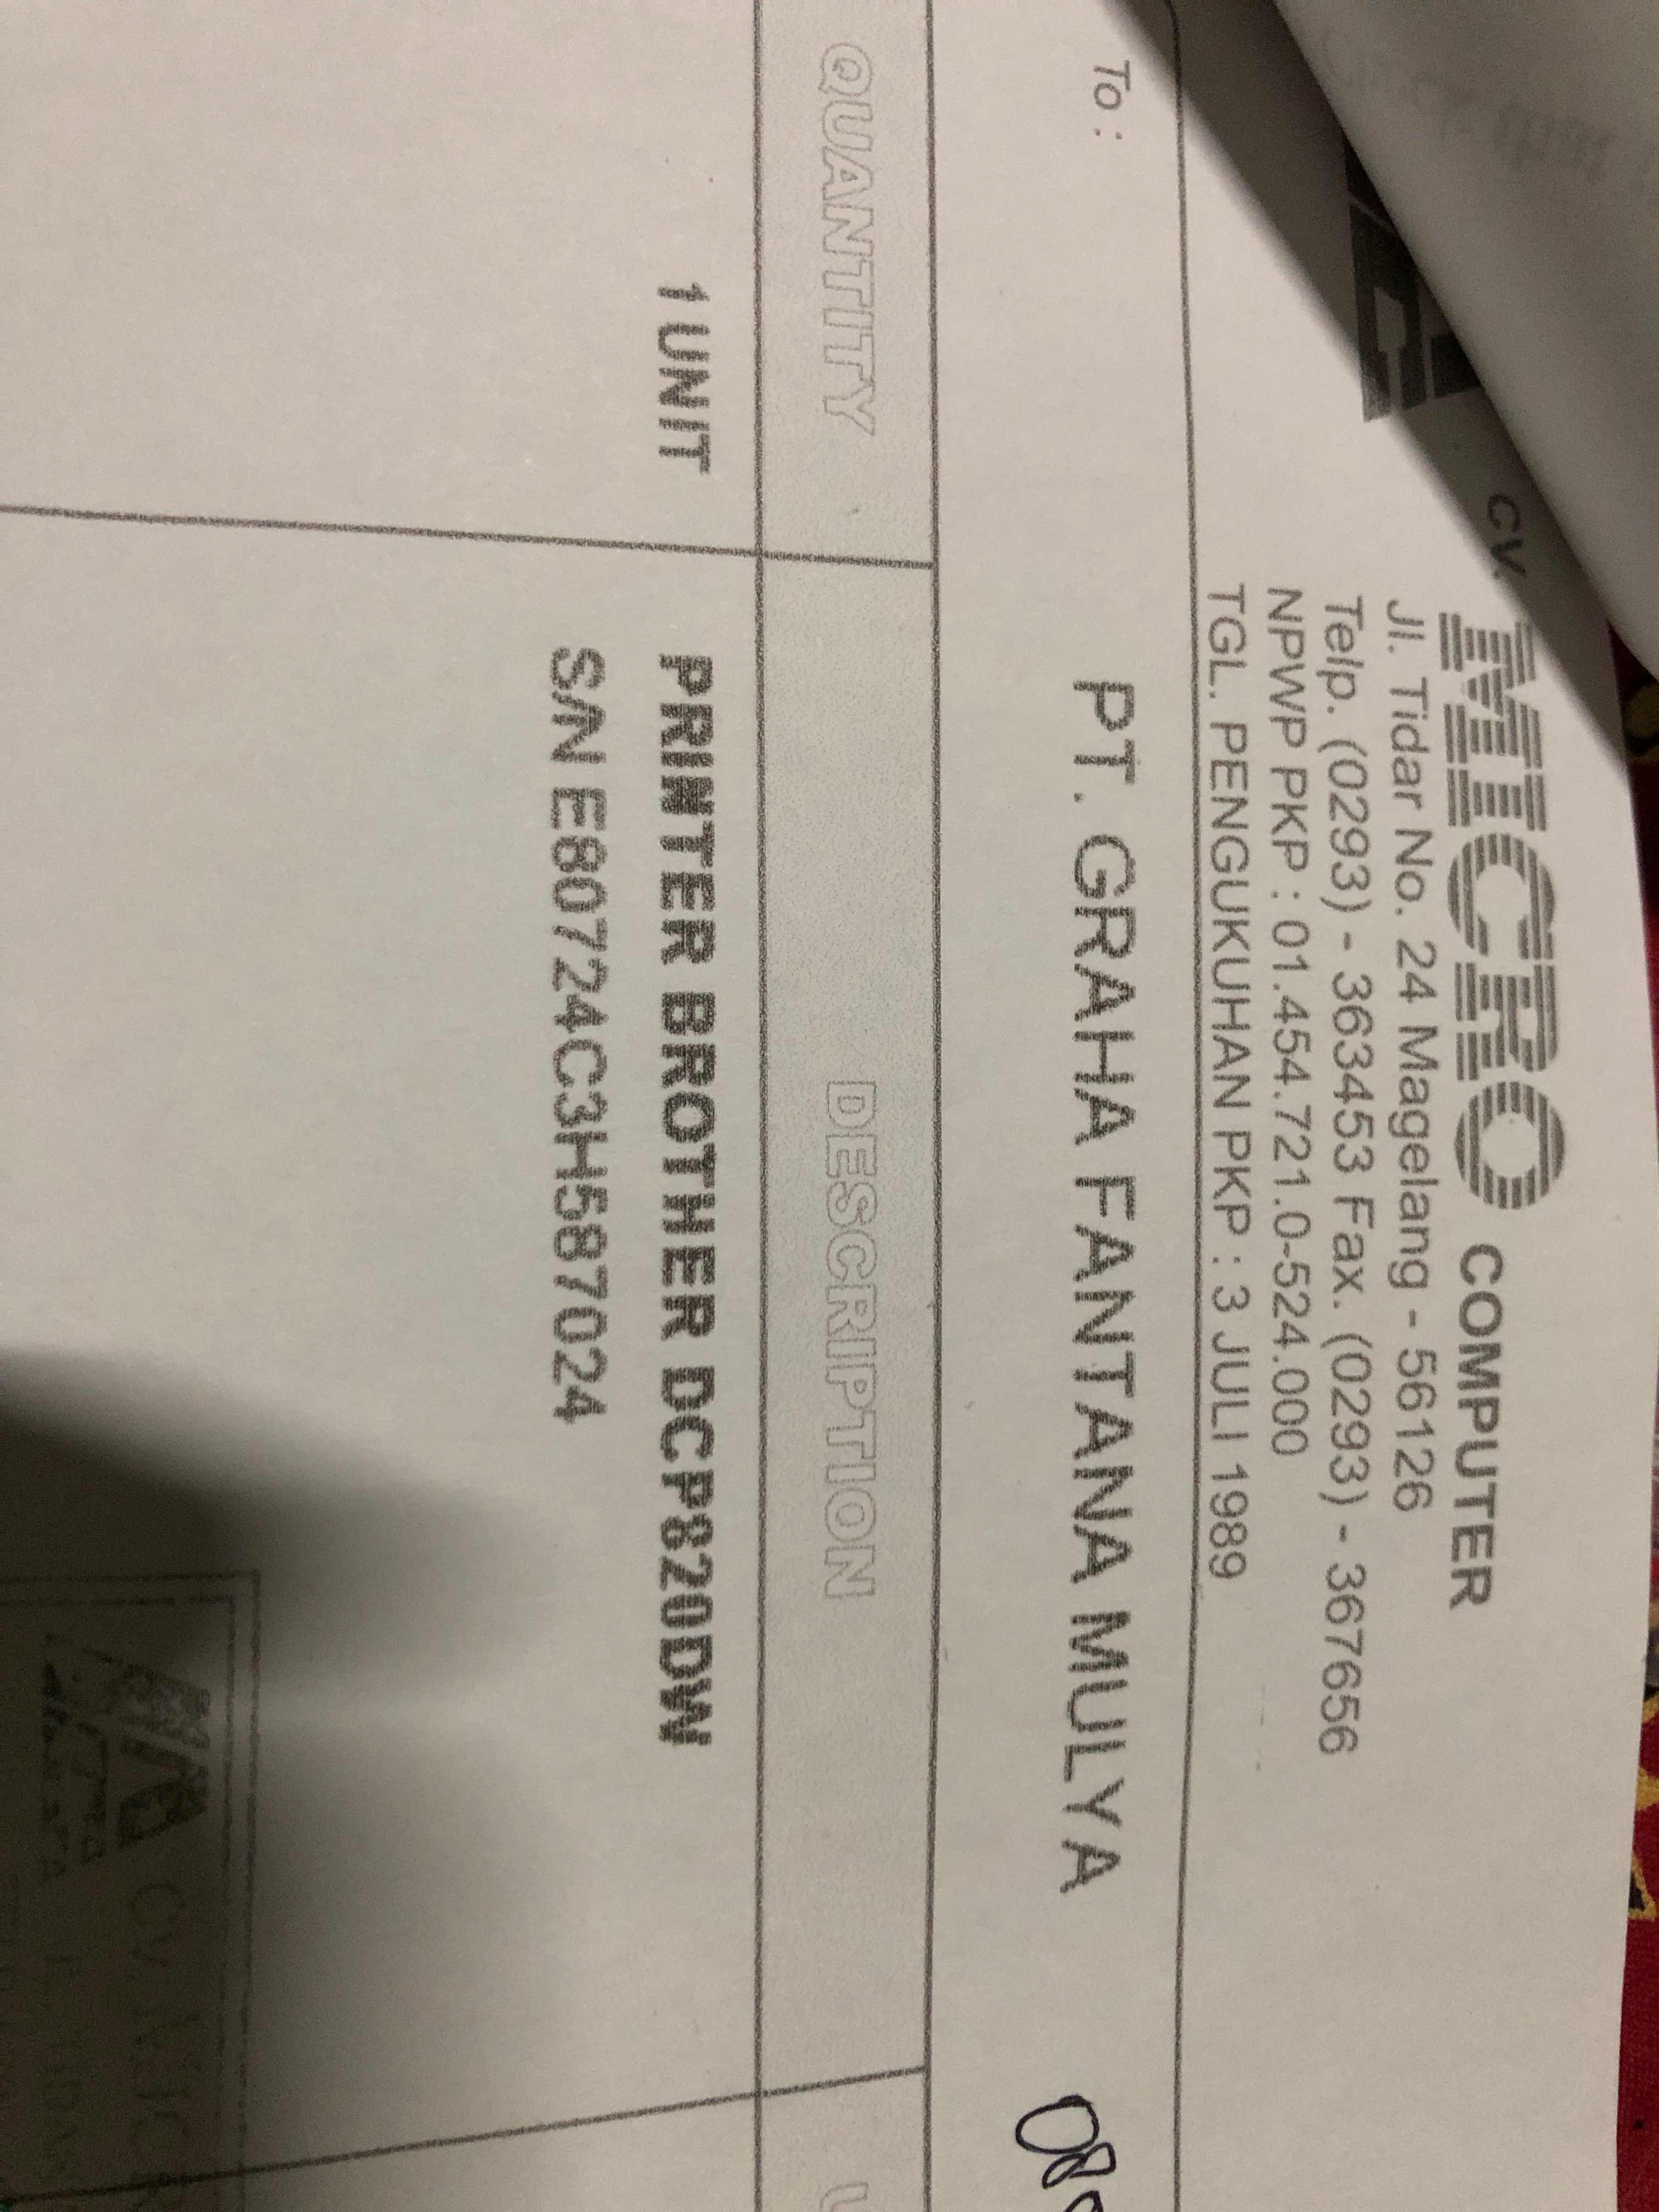 CV. MICRO COMPUTER
Jl. Tidar No. 24 Magelang - 56126
Telp. (0293) - 363453 Fax. (0293) - 367656
NPWP PKP : 01.454.721.0-524.000
TGL. PENGUKUHAN PKP : 3 JULI 1989
To : PT. GRAHA FANTANA MULYA
QUANTITY DESCRIPTION
1 UNIT PRINTER BROTHER DCP820DW
S/N E80724C3H587024